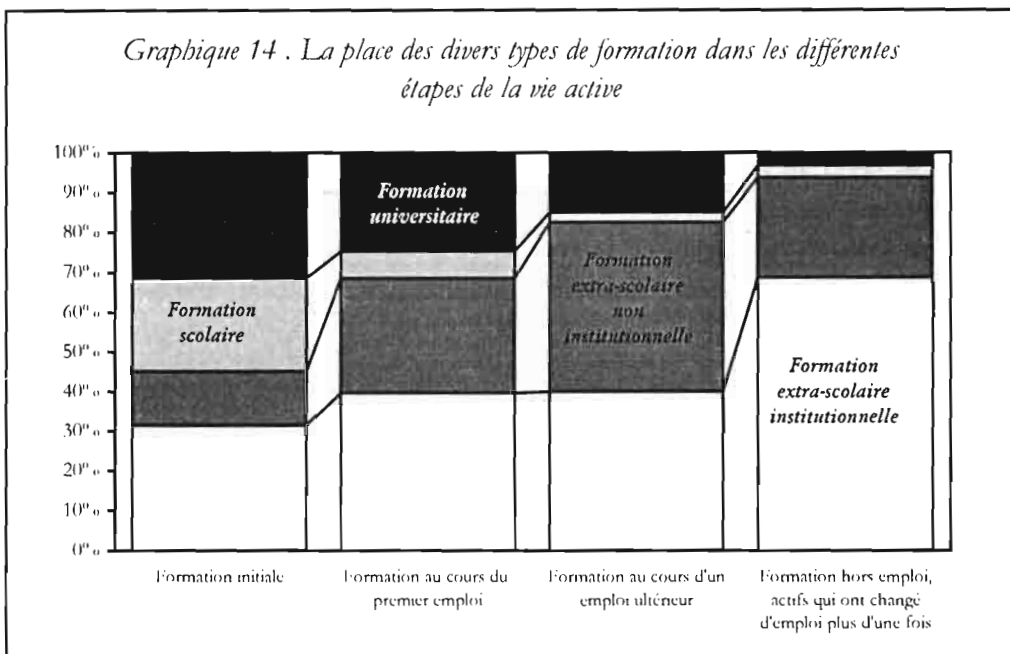 Graphique 14 . La place des divers types de formation dans les différentes
étapes de la vie active
100%
90%
80%
70%
60%
50%
40%
30%
20%
10%
0%
Formation
universitaire
Formation
scolaire
Formation
extra-scolaire
non
institutionnelle
Formation
extra-scolaire
institutionnelle
Formation initiale
Formation au cours du
premier emploi
Formation au cours d'un
emploi ultérieur
Formation hors emploi,
actifs qui ont changé
d'emploi plus d'une fois